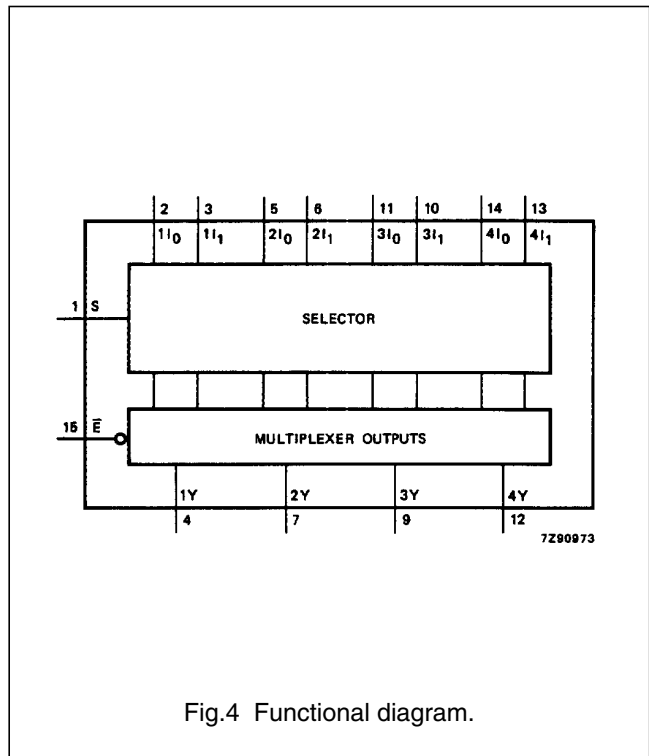 2 3 5 6 11 10 14 13
1I0 1I1 2I0 2I1 3I0 3I1 4I0 4I1
1 S
SELECTOR
15 E̅
MULTIPLEXER OUTPUTS
1Y 2Y 3Y 4Y
4 7 9 12
7Z90973
Fig.4 Functional diagram.